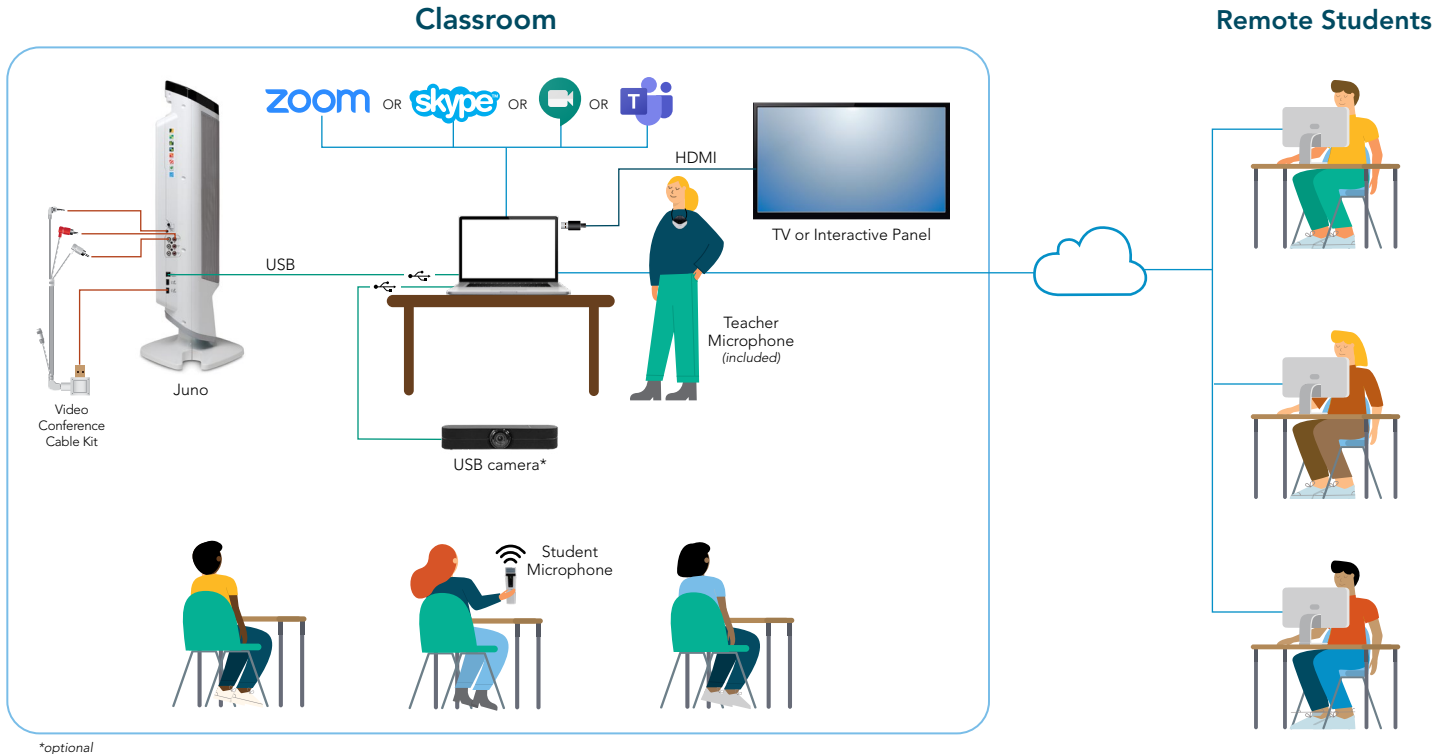 Classroom
Remote Students
zoom OR skype™ OR OR T
HDMI
TV or Interactive Panel
USB
Teacher
Microphone
(included)
Juno
Video
Conference
Cable Kit
USB camera*
Student
Microphone
*optional